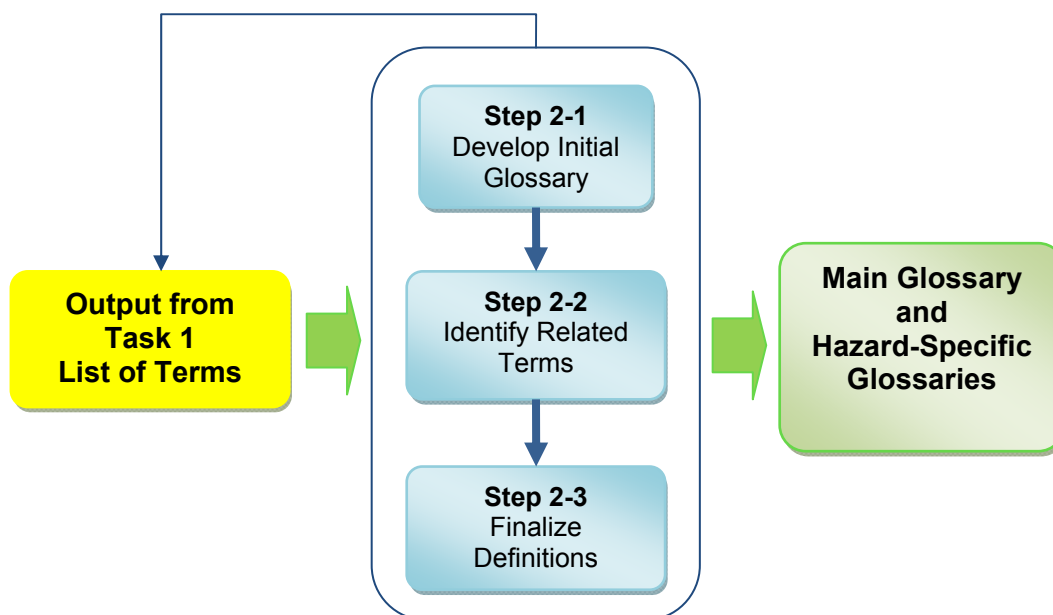 Output from
Task 1
List of Terms
Step 2-1
Develop Initial
Glossary
Step 2-2
Identify Related
Terms
Step 2-3
Finalize
Definitions
Main Glossary
and
Hazard-Specific
Glossaries